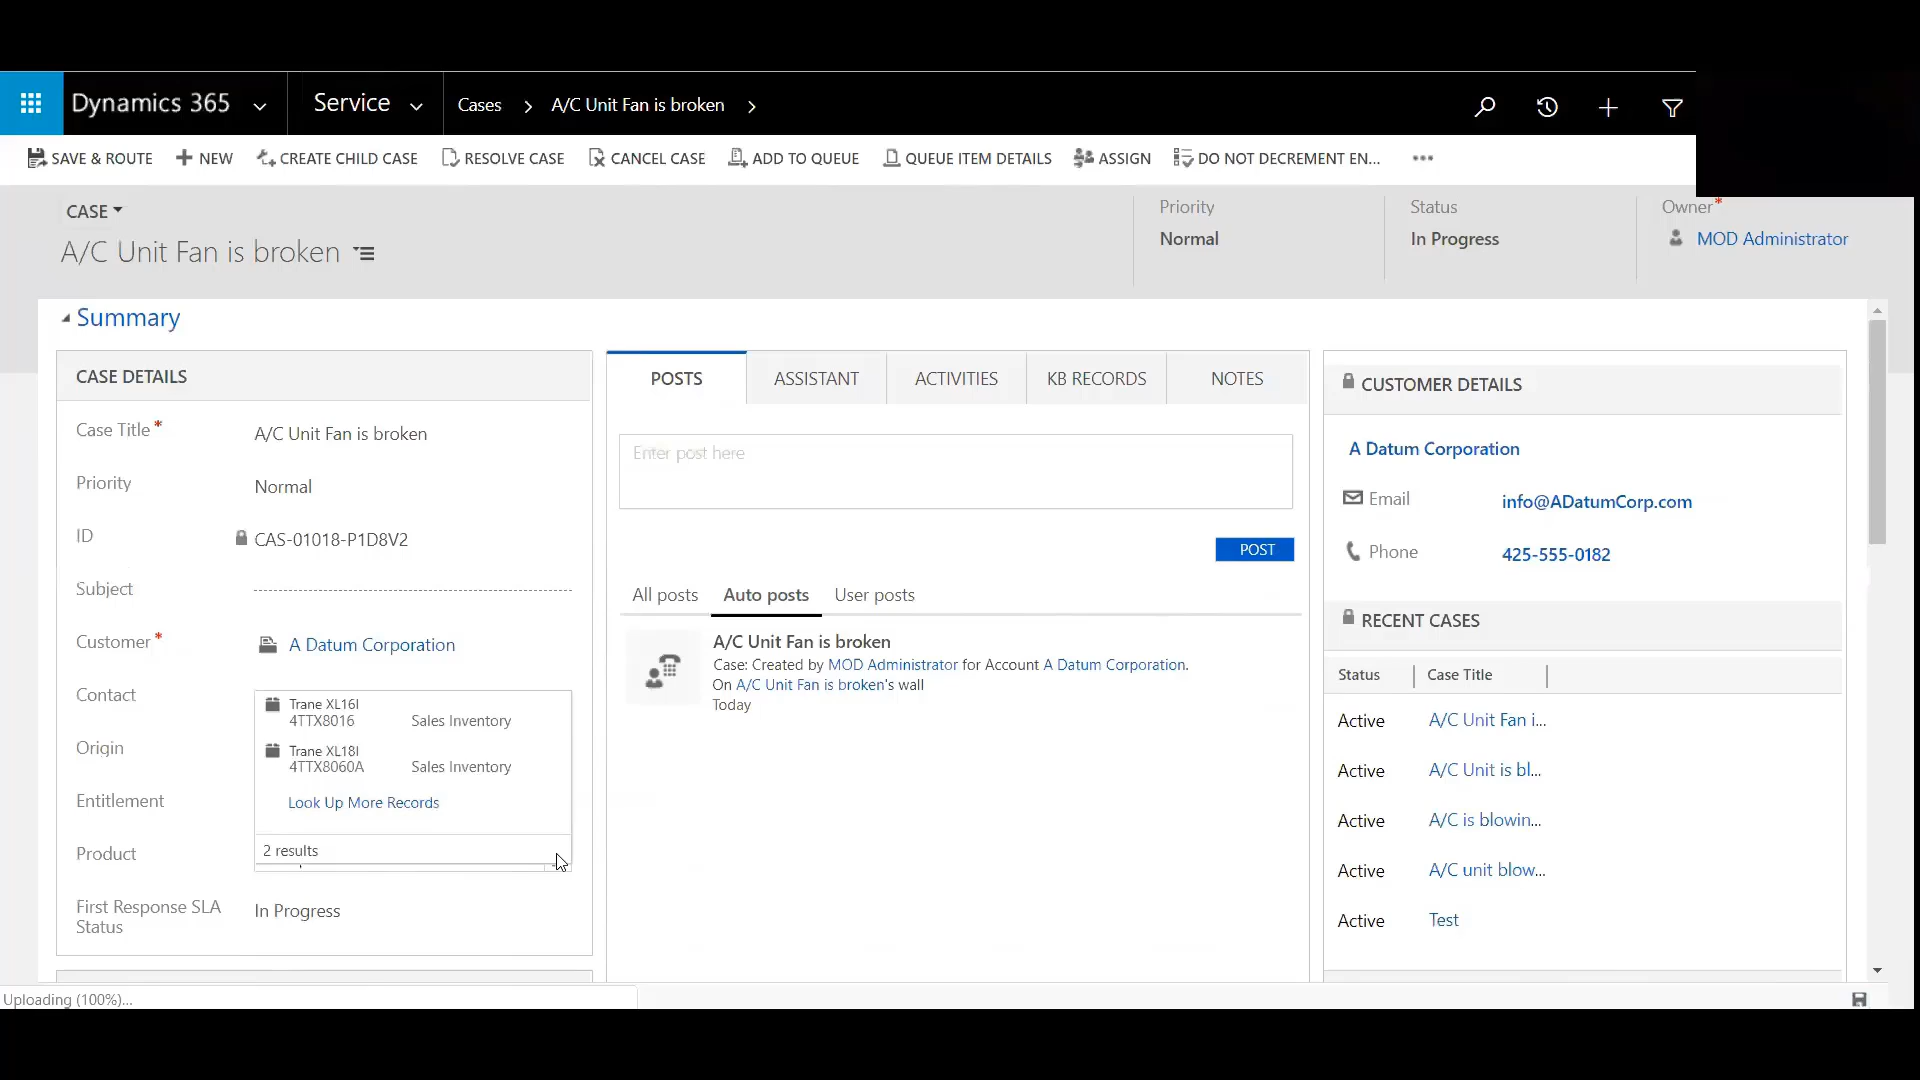 Dynamics 365 Service Cases A/C Unit Fan is broken
SAVE & ROUTE NEW CREATE CHILD CASE RESOLVE CASE CANCEL CASE ADD TO QUEUE QUEUE ITEM DETAILS ASSIGN DO NOT DECREMENT EN... •••
CASE
A/C Unit Fan is broken
Priority
Normal
Status
In Progress
Owner*
MOD Administrator
Summary
CASE DETAILS
Case Title* A/C Unit Fan is broken
Priority Normal
ID CAS-01018-P1D8V2
Subject
Customer* A Datum Corporation
Contact
Origin
Entitlement
Product
Trane XL16I
4TTX8016 Sales Inventory
Trane XL18I
4TTX8060A Sales Inventory
Look Up More Records
2 results
First Response SLA
Status
In Progress
POSTS ASSISTANT ACTIVITIES KB RECORDS NOTES
Enter post here
POST
All posts Auto posts User posts
A/C Unit Fan is broken
Case: Created by MOD Administrator for Account A Datum Corporation.
On A/C Unit Fan is broken's wall
Today
CUSTOMER DETAILS
A Datum Corporation
Email info@ADatumCorp.com
Phone 425-555-0182
RECENT CASES
Status Case Title
Active A/C Unit Fan i...
Active A/C Unit is bl...
Active A/C is blowin...
Active A/C unit blow...
Active Test
Uploading (100%)...